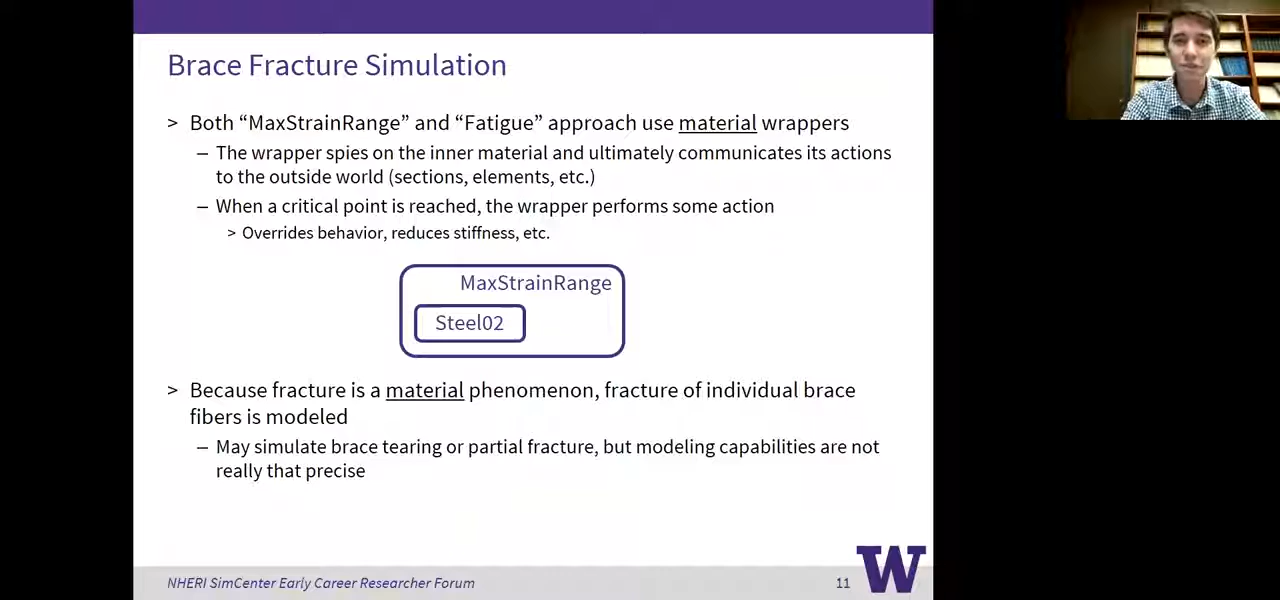 Brace Fracture Simulation
> Both “MaxStrainRange” and “Fatigue” approach use material wrappers
– The wrapper spies on the inner material and ultimately communicates its actions
to the outside world (sections, elements, etc.)
– When a critical point is reached, the wrapper performs some action
> Overrides behavior, reduces stiffness, etc.
MaxStrainRange
Steel02
> Because fracture is a material phenomenon, fracture of individual brace
fibers is modeled
– May simulate brace tearing or partial fracture, but modeling capabilities are not
really that precise
NHERI SimCenter Early Career Researcher Forum
11
W